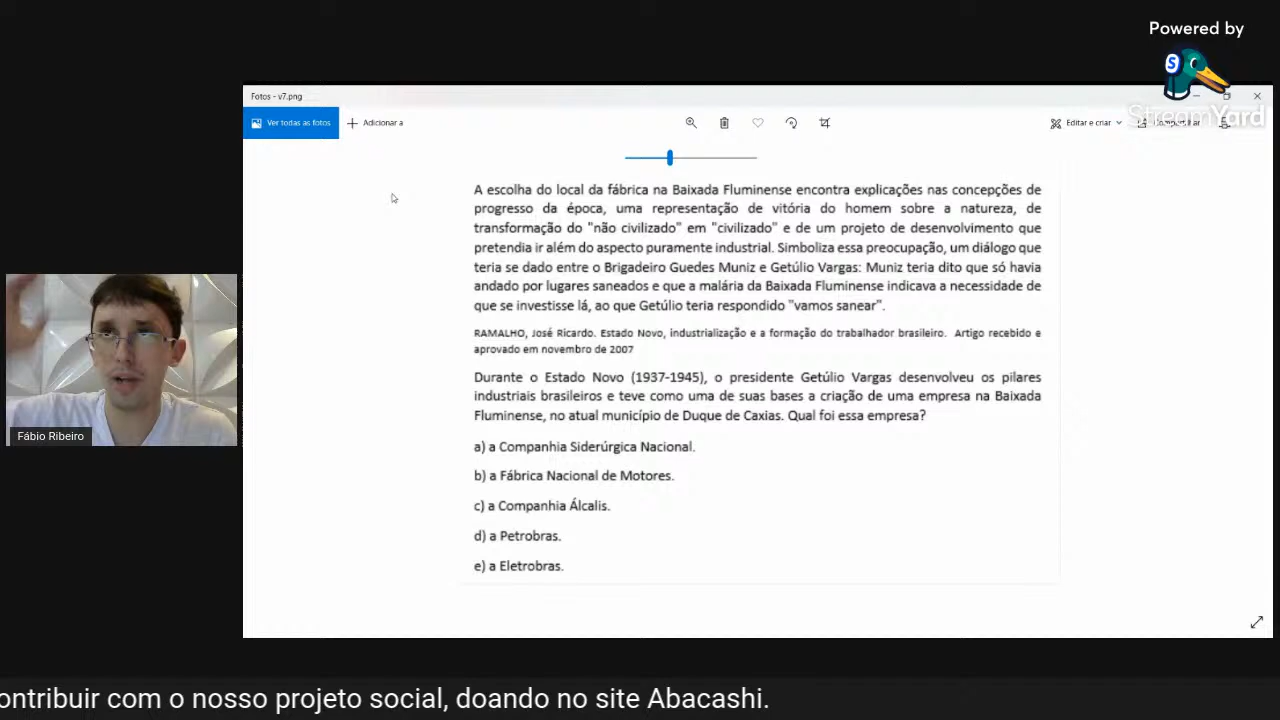 Powered by
S
StreamYard
Fotos - v7.png
Ver todas as fotos
Adicionar a
Editar e criar
Compartilhar
A escolha do local da fábrica na Baixada Fluminense encontra explicações nas concepções de
progresso da época, uma representação de vitória do homem sobre a natureza, de
transformação do "não civilizado" em "civilizado" e de um projeto de desenvolvimento que
pretendia ir além do aspecto puramente industrial. Simboliza essa preocupação, um diálogo que
teria se dado entre o Brigadeiro Guedes Muniz e Getúlio Vargas: Muniz teria dito que só havia
andado por lugares saneados e que a malária da Baixada Fluminense indicava a necessidade de
que se investisse lá, ao que Getúlio teria respondido "vamos sanear".
RAMALHO, José Ricardo. Estado Novo, industrialização e a formação do trabalhador brasileiro. Artigo recebido e
aprovado em novembro de 2007
Durante o Estado Novo (1937-1945), o presidente Getúlio Vargas desenvolveu os pilares
industriais brasileiros e teve como uma de suas bases a criação de uma empresa na Baixada
Fluminense, no atual município de Duque de Caxias. Qual foi essa empresa?
a) a Companhia Siderúrgica Nacional.
b) a Fábrica Nacional de Motores.
c) a Companhia Álcalis.
d) a Petrobras.
e) a Eletrobras.
Fábio Ribeiro
ontribuir com o nosso projeto social, doando no site Abacashi.